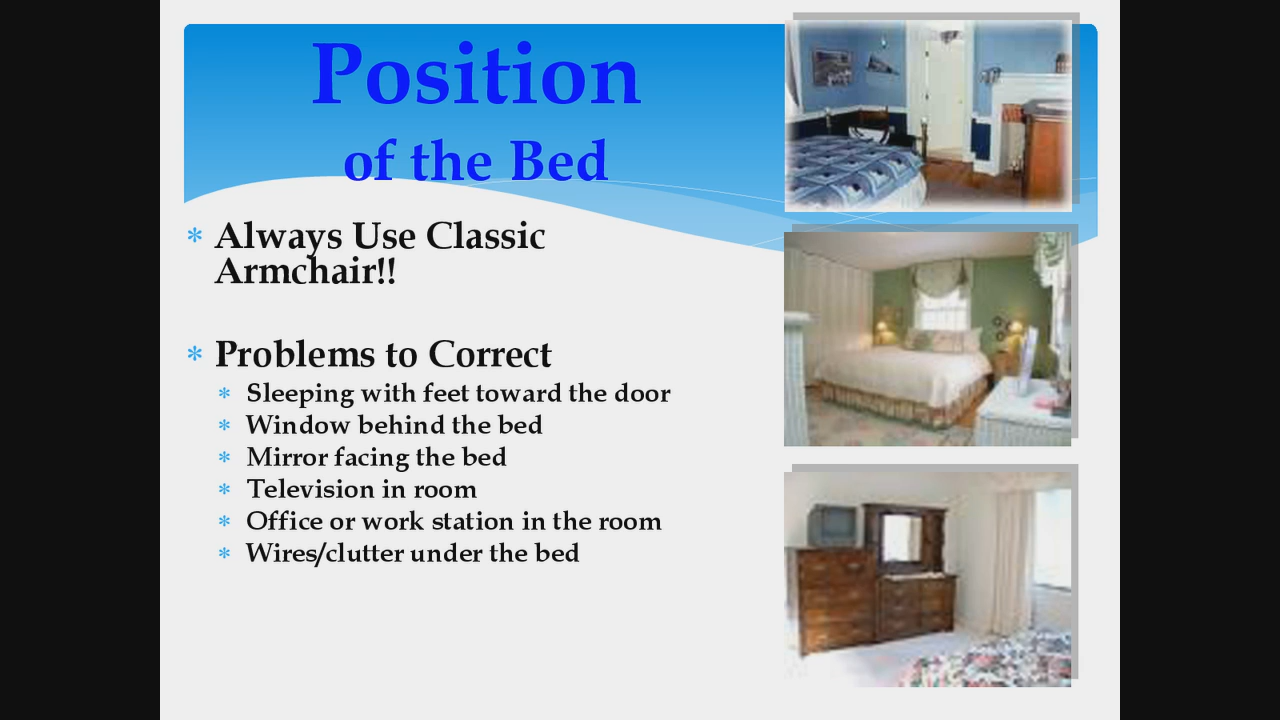 Position
of the Bed
* Always Use Classic
Armchair!!
* Problems to Correct
* Sleeping with feet toward the door
* Window behind the bed
* Mirror facing the bed
* Television in room
* Office or work station in the room
* Wires/clutter under the bed